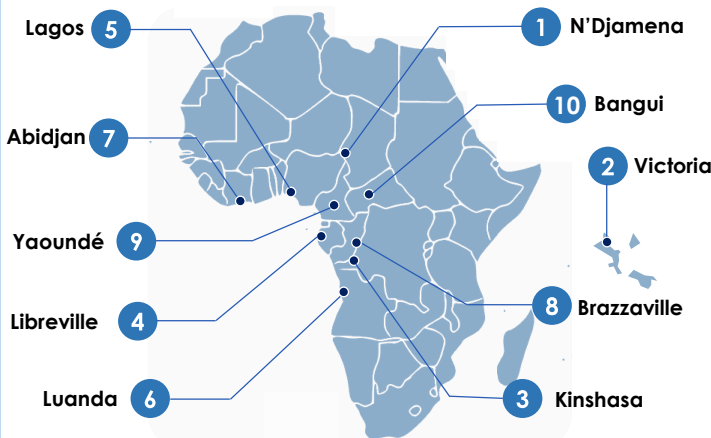 Lagos 5
1 N'Djamena
10 Bangui
Abidjan 7
2 Victoria
Yaoundé 9
8 Brazzaville
Libreville 4
Luanda 6
3 Kinshasa